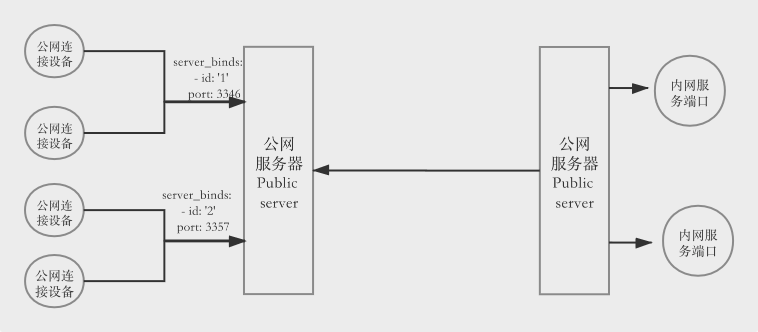 公网连
接设备
公网连
接设备
server_binds:
- id: '1'
port: 3346
公网连
接设备
公网连
接设备
server_binds:
- id: '2'
port: 3357
公网
服务器
Public
server
公网
服务器
Public
server
内网服
务端口
内网服
务端口